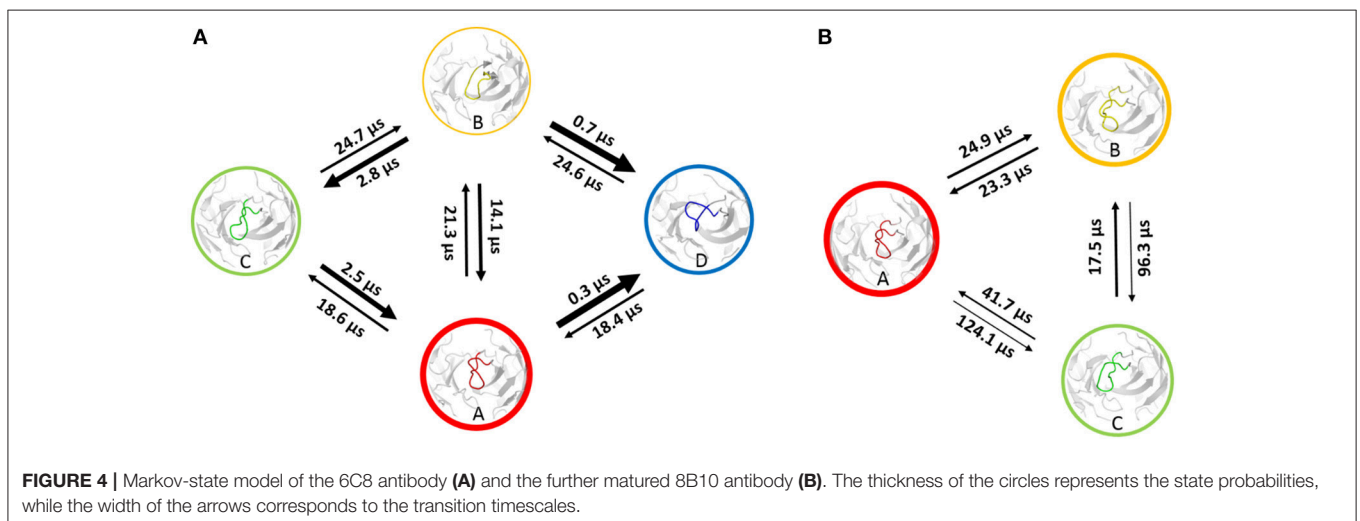 A
B
24.7 µs
2.8 µs
B
0.7 µs
24.6 µs
C
21.3 µs
14.1 µs
D
2.5 µs
18.6 µs
0.3 µs
18.4 µs
A
24.9 µs
23.3 µs
B
A
17.5 µs
96.3 µs
41.7 µs
124.1 µs
C
FIGURE 4 | Markov-state model of the 6C8 antibody (A) and the further matured 8B10 antibody (B). The thickness of the circles represents the state probabilities,
while the width of the arrows corresponds to the transition timescales.